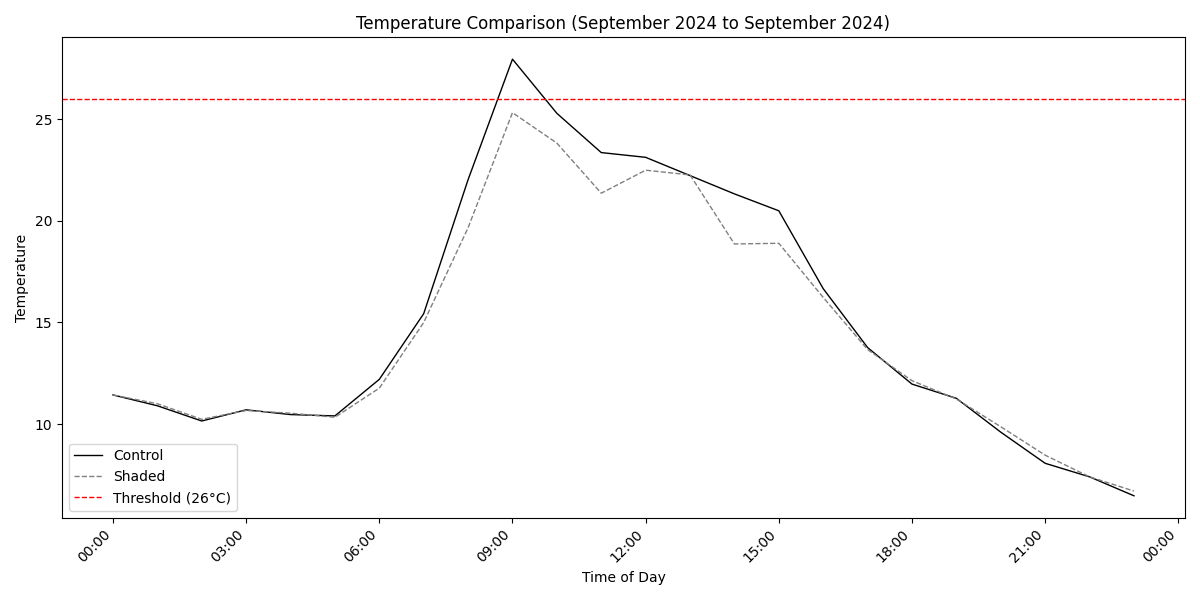 Temperature Comparison (September 2024 to September 2024)
Temperature
25
20
15
10
Control
Shaded
Threshold (26°C)
00:00
03:00
06:00
09:00
12:00
15:00
18:00
21:00
00:00
Time of Day